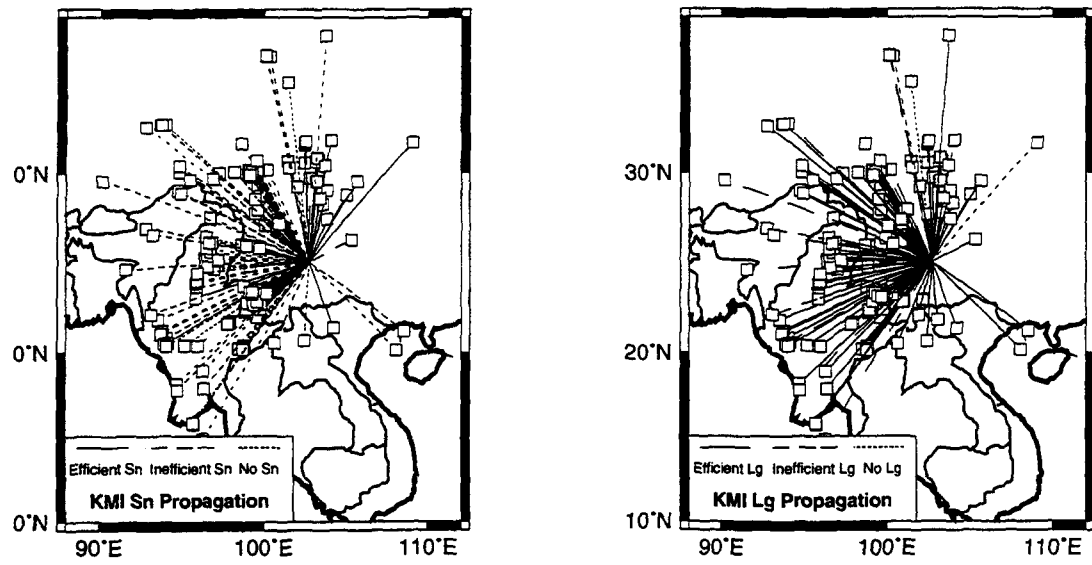 0°N
0°N
0°N
Efficient Sn Inefficient Sn No Sn
KMI Sn Propagation
90°E 100°E 110°E
30°N
20°N
10°N
Efficient Lg Inefficient Lg No Lg
KMI Lg Propagation
90°E 100°E 110°E